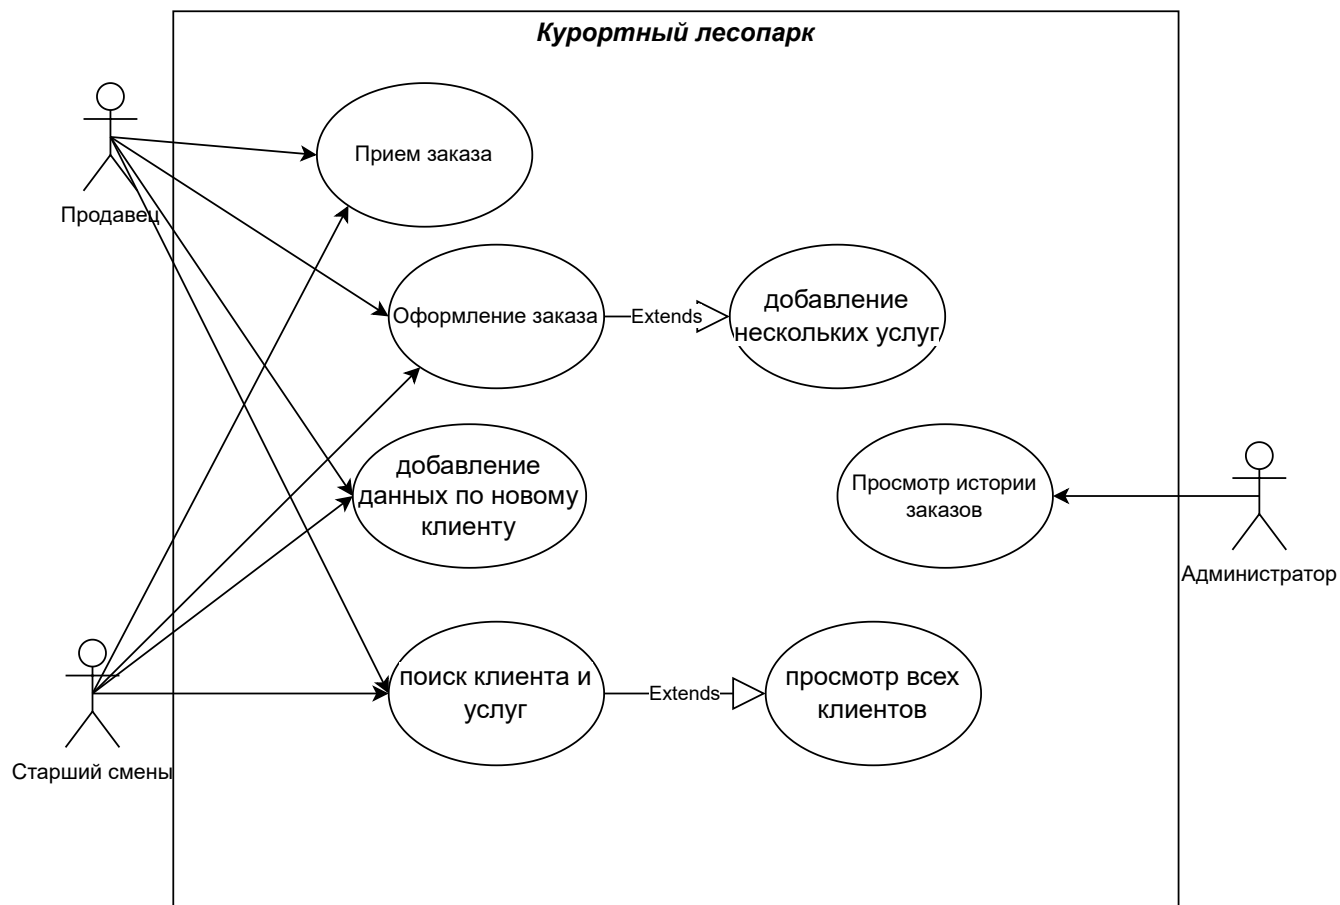 Курортный лесопарк
Прием заказа
Продавец
Оформление заказа
Extends
добавление
нескольких услуг
добавление
данных по новому
клиенту
Просмотр истории
заказов
Администратор
поиск клиента и
услуг
Extends
просмотр всех
клиентов
Старший смены